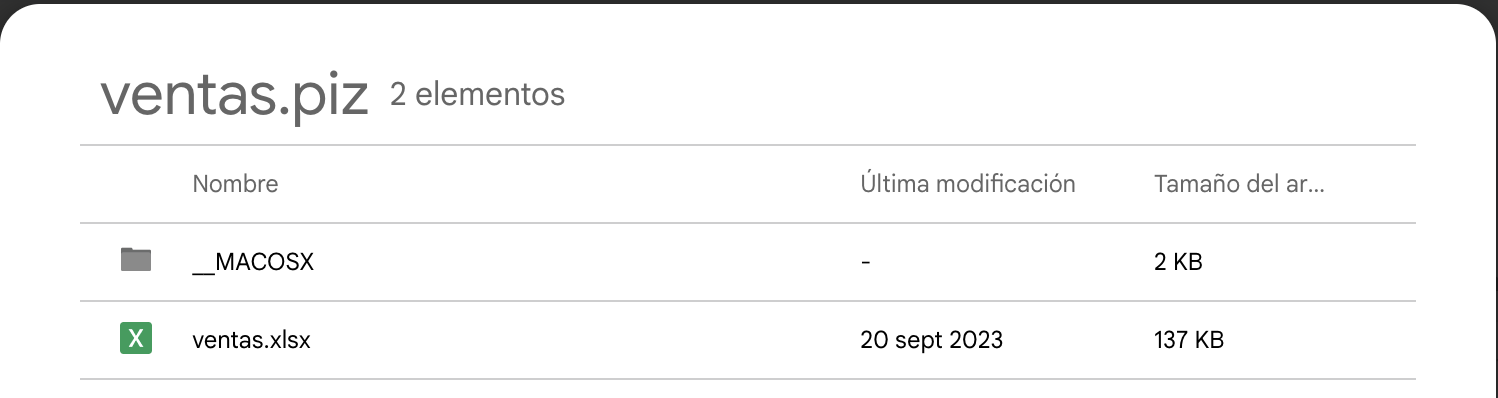 ventas.piz 2 elementos
Nombre Última modificación Tamaño del ar...
__MACOSX - 2 KB
X ventas.xlsx 20 sept 2023 137 KB